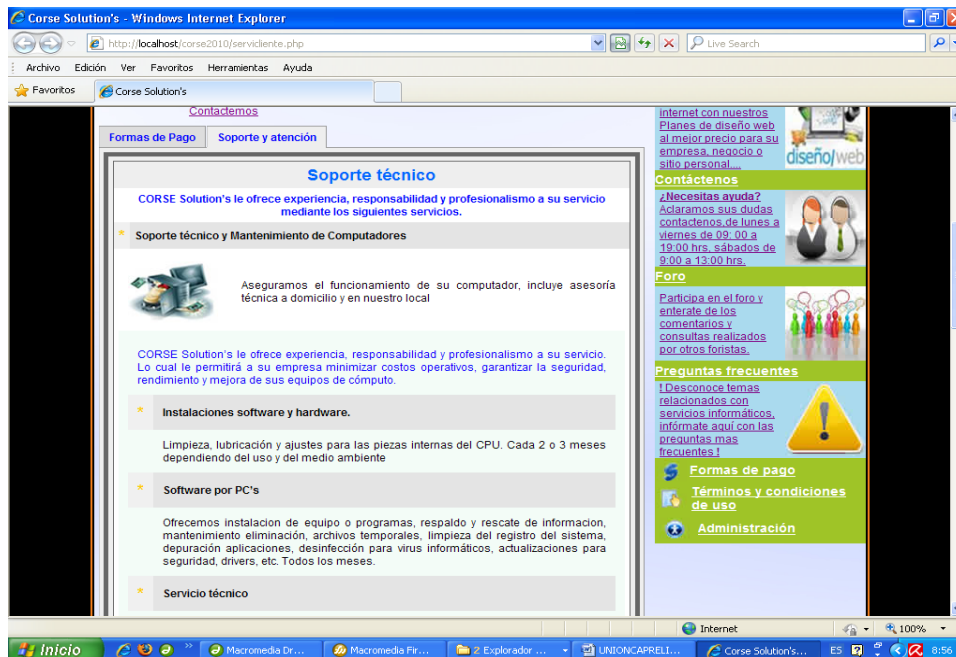 Corse Solution's - Windows Internet Explorer
http://localhost/corse2010/servicliente.php
Live Search
Archivo Edición Ver Favoritos Herramientas Ayuda
Favoritos
Corse Solution's
Contactemos
Formas de Pago
Soporte y atención
Soporte técnico
CORSE Solution's le ofrece experiencia, responsabilidad y profesionalismo a su servicio
mediante los siguientes servicios.
* Soporte técnico y Mantenimiento de Computadores
Aseguramos el funcionamiento de su computador, incluye asesoría
técnica a domicilio y en nuestro local
CORSE Solution's le ofrece experiencia, responsabilidad y profesionalismo a su servicio.
Lo cual le permitirá a su empresa minimizar costos operativos, garantizar la seguridad,
rendimiento y mejora de sus equipos de cómputo.
* Instalaciones software y hardware.
Limpieza, lubricación y ajustes para las piezas internas del CPU. Cada 2 o 3 meses
dependiendo del uso y del medio ambiente
* Software por PC's
Ofrecemos instalacion de equipo o programas, respaldo y rescate de informacion,
mantenimiento eliminación, archivos temporales, limpieza del registro del sistema,
depuración aplicaciones, desinfección para virus informáticos, actualizaciones para
seguridad, drivers, etc. Todos los meses.
* Servicio técnico
internet con nuestros
Planes de diseño web
al mejor precio para su
empresa, negocio o
sitio personal....
diseño/web
Contáctenos
¿Necesitas ayuda?
Aclaramos sus dudas
contactenos,de lunes a
viernes de 09: 00 a
19:00 hrs, sábados de
9:00 a 13:00 hrs.
Foro
Participa en el foro y
enterate de los
comentarios y
consultas realizados
por otros foristas.
Preguntas frecuentes
! Desconoce temas
relacionados con
servicios informáticos,
infórmate aquí con las
preguntas mas
frecuentes !
Formas de pago
Términos y condiciones
de uso
Administración
Internet
100%
Inicio
Macromedia Dr...
Macromedia Fir...
2 Explorador ...
UNIONCAPRELI...
Corse Solution's...
ES
8:56